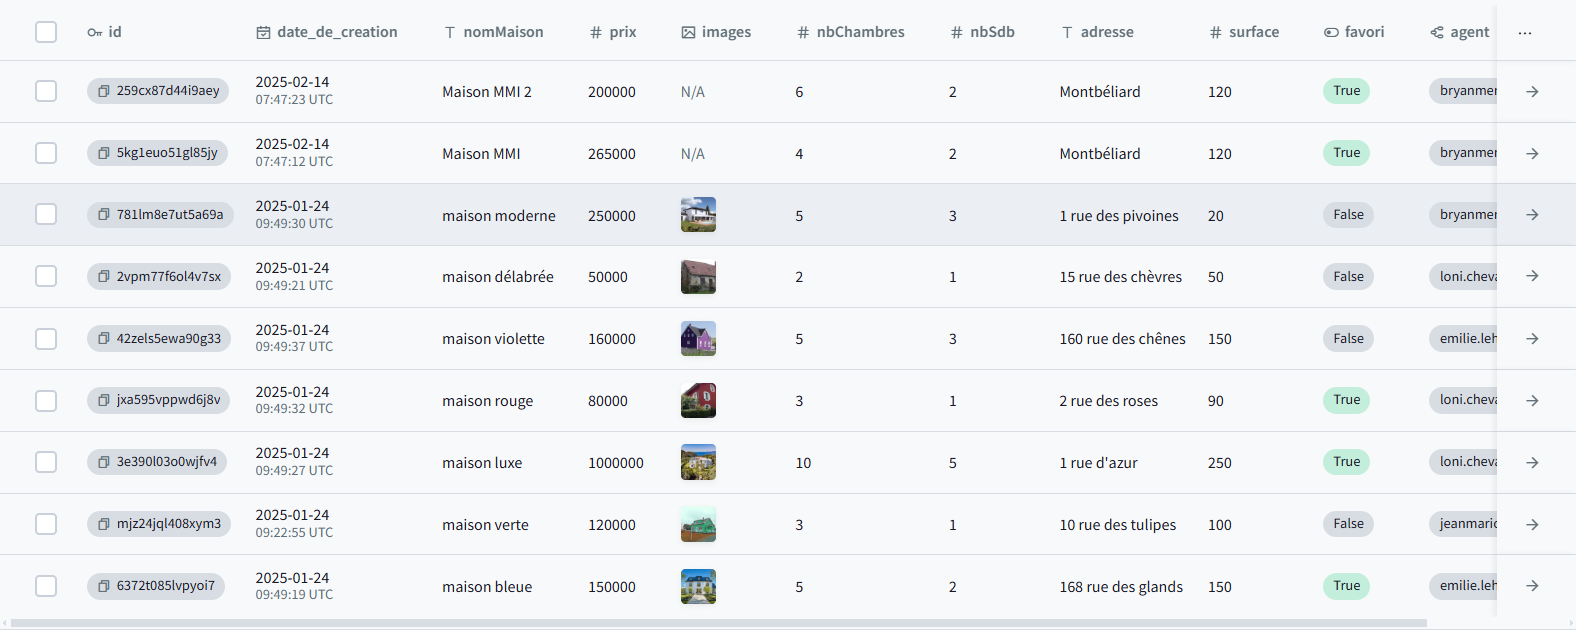 id date_de_creation nomMaison prix images nbChambres nbSdb adresse surface favori agent ...
259cx87d44i9aey 2025-02-14 07:47:23 UTC Maison MMI 2 200000 N/A 6 2 Montbéliard 120 True bryanmer
5kg1euo51gl85jy 2025-02-14 07:47:12 UTC Maison MMI 265000 N/A 4 2 Montbéliard 120 True bryanmer
781lm8e7ut5a69a 2025-01-24 09:49:30 UTC maison moderne 250000 5 3 1 rue des pivoines 20 False bryanmer
2vpm77f6ol4v7sx 2025-01-24 09:49:21 UTC maison délabrée 50000 2 1 15 rue des chèvres 50 False loni.cheva
42zels5ewa90g33 2025-01-24 09:49:37 UTC maison violette 160000 5 3 160 rue des chênes 150 False emilie.leh
jxa595vppwd6j8v 2025-01-24 09:49:32 UTC maison rouge 80000 3 1 2 rue des roses 90 True loni.cheva
3e390l03o0wjfv4 2025-01-24 09:49:27 UTC maison luxe 1000000 10 5 1 rue d'azur 250 True loni.cheva
mjz24jql408xym3 2025-01-24 09:22:55 UTC maison verte 120000 3 1 10 rue des tulipes 100 False jeanmaric
6372t085lvpyoi7 2025-01-24 09:49:19 UTC maison bleue 150000 5 2 168 rue des glands 150 True emilie.leh